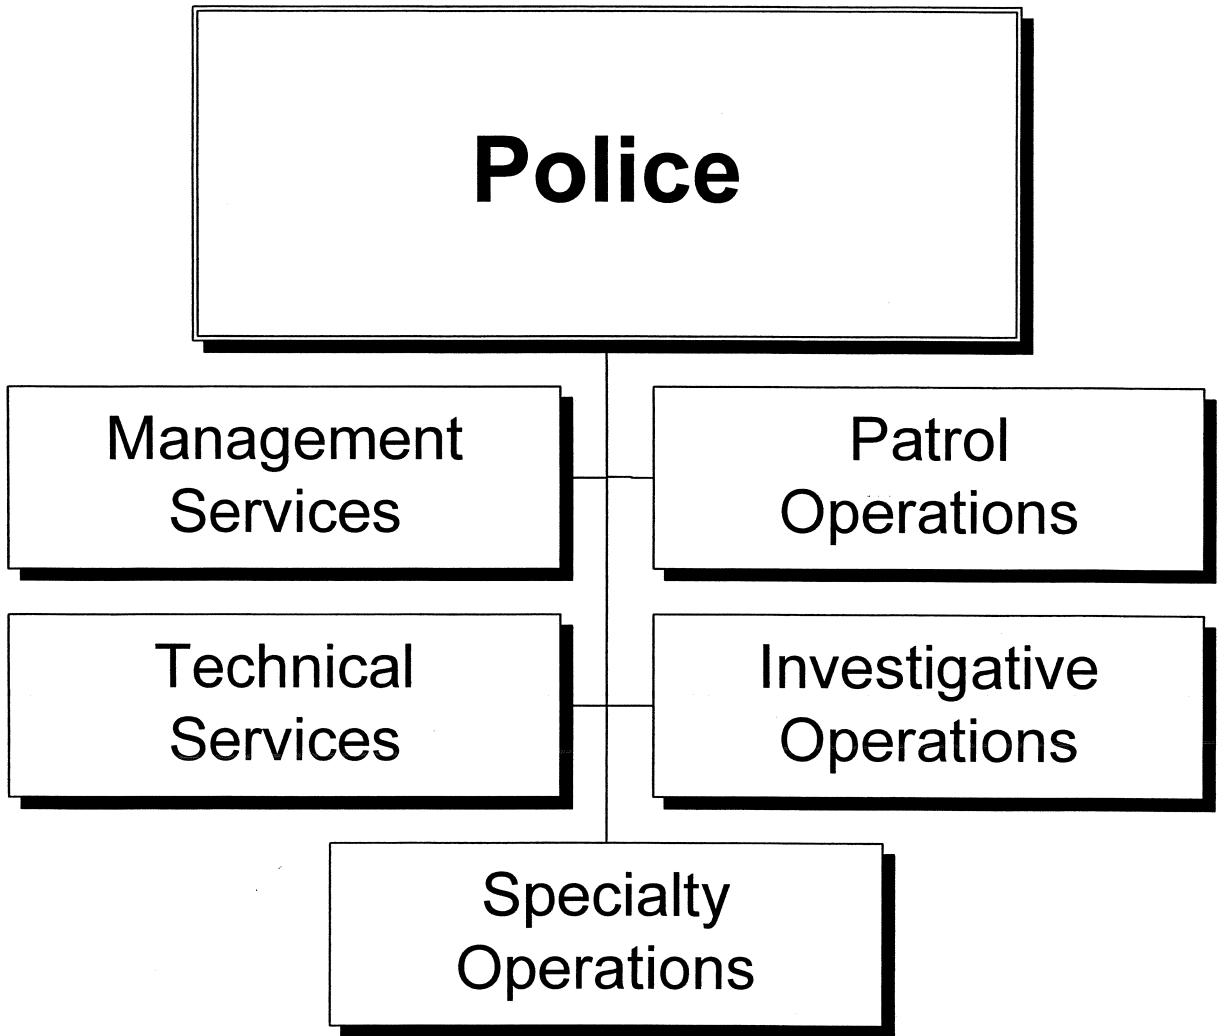 Police
Management
Services
Patrol
Operations
Technical
Services
Investigative
Operations
Specialty
Operations